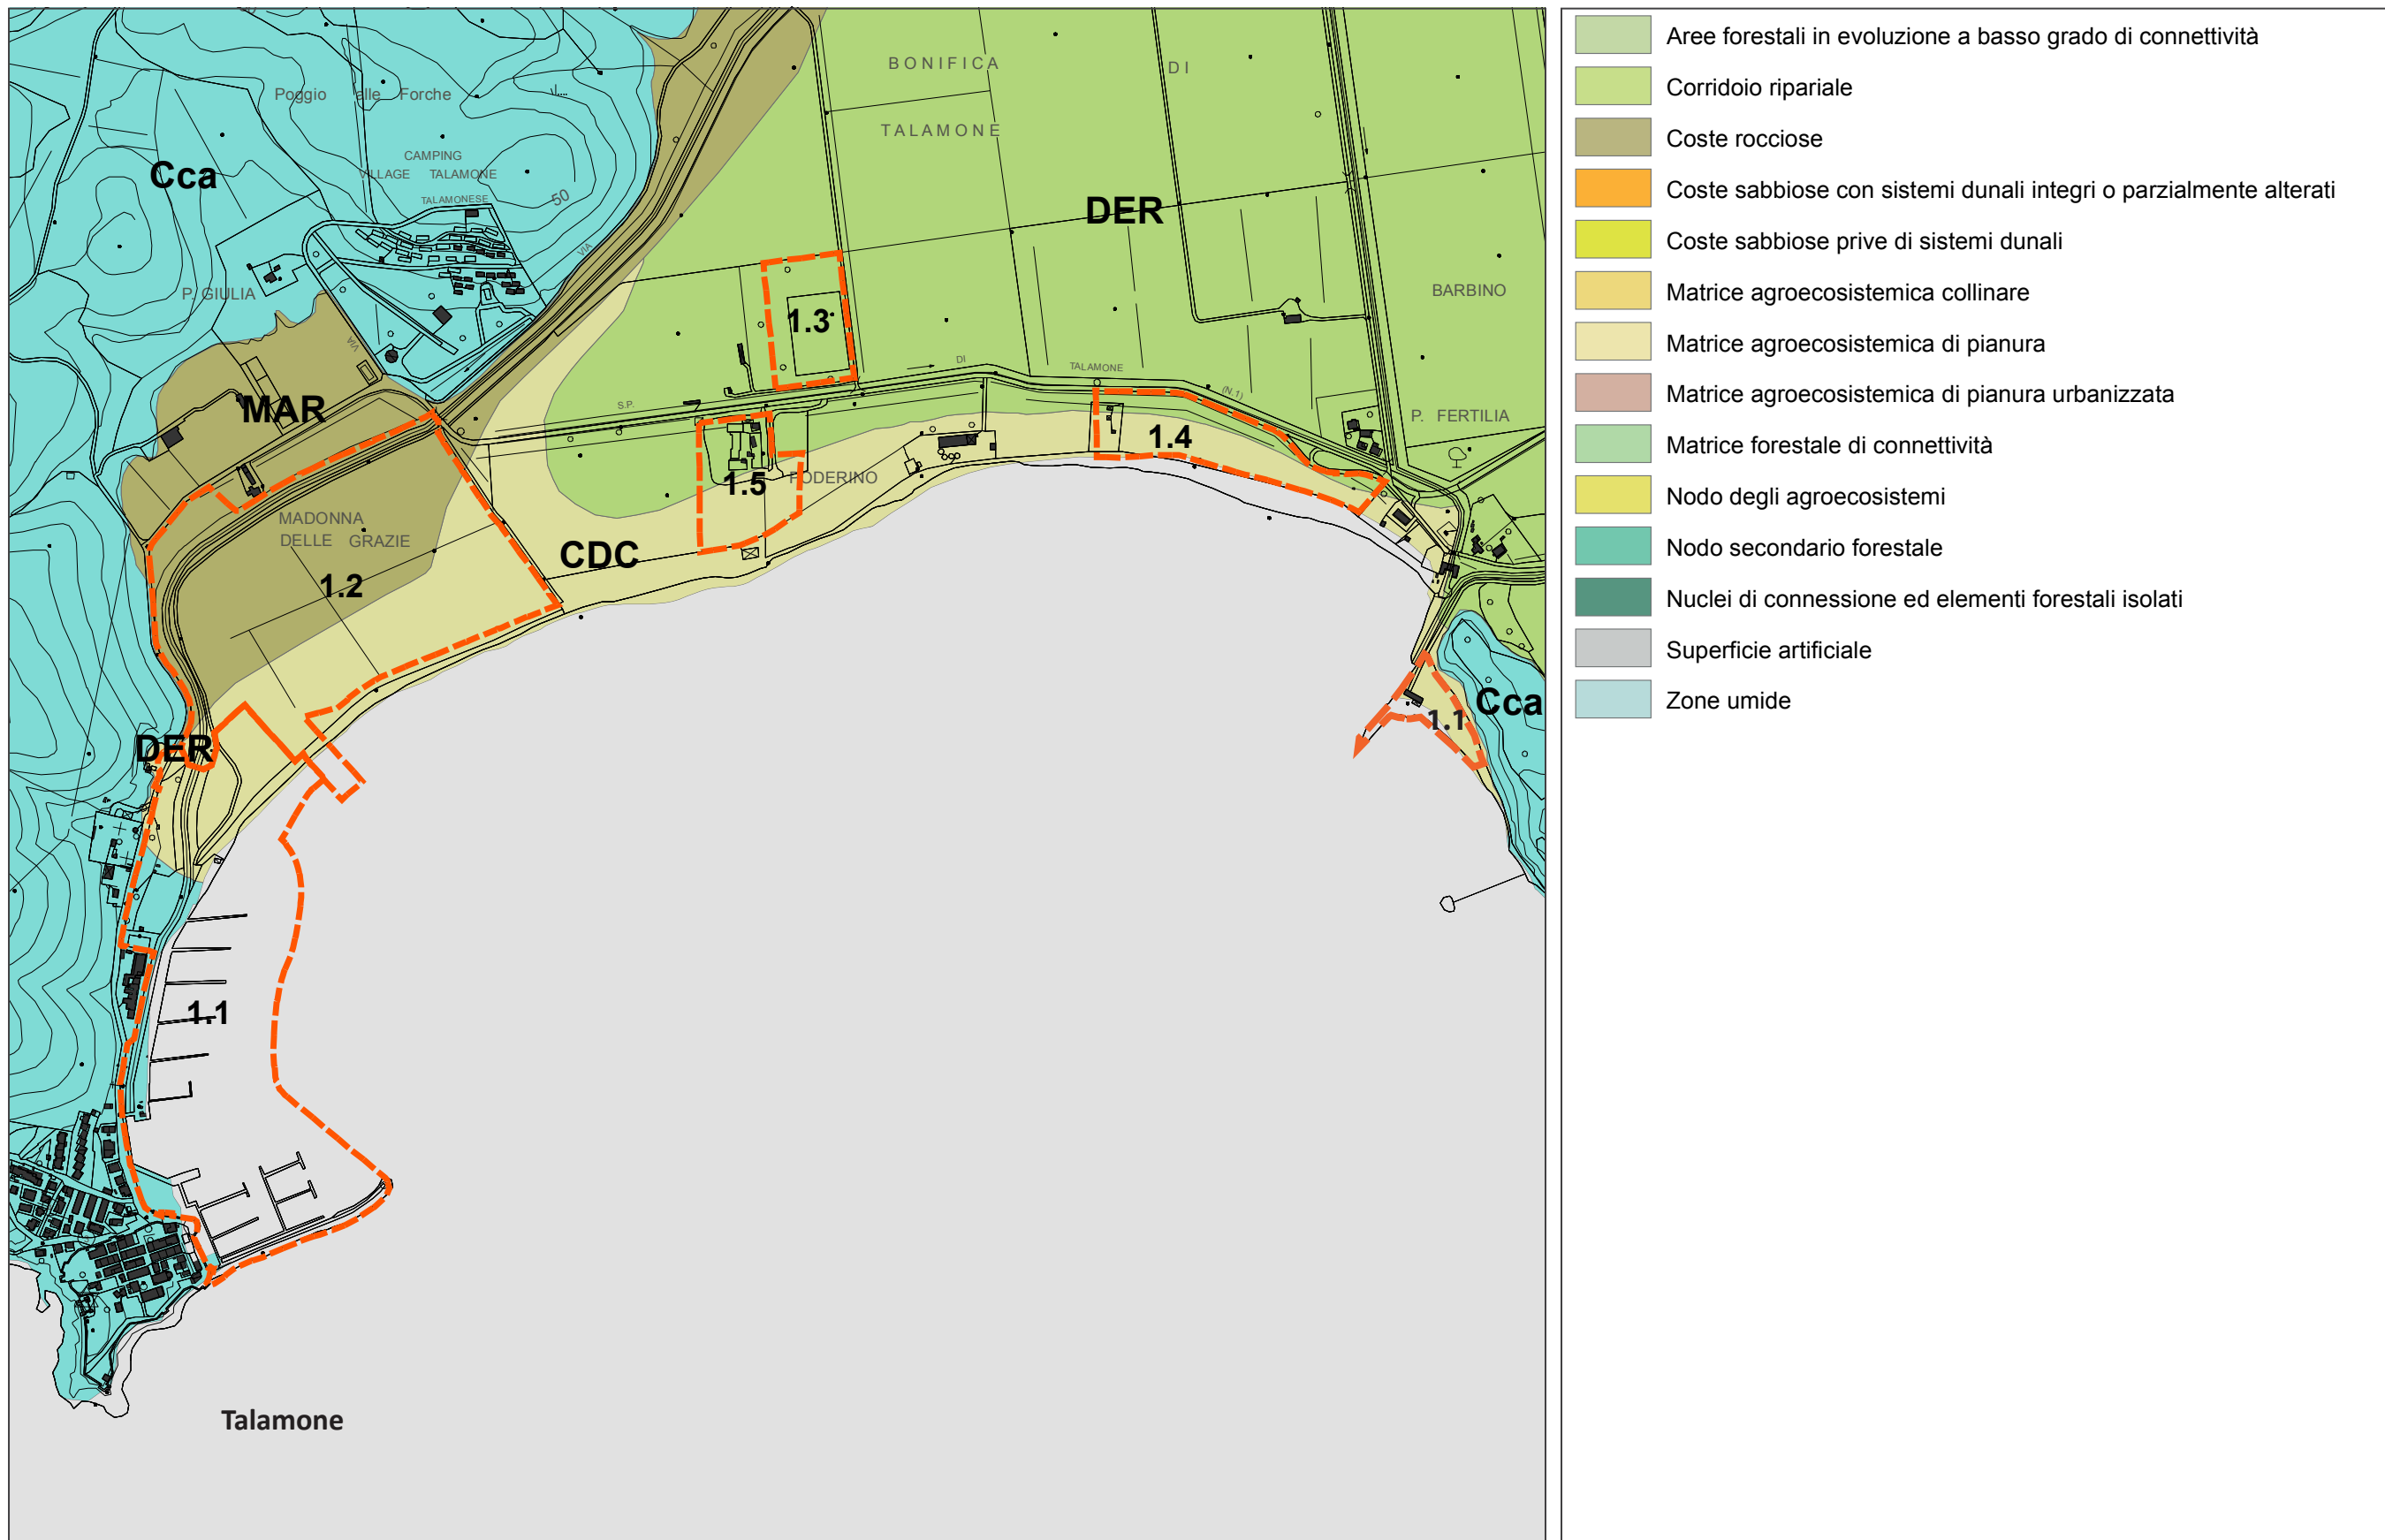 BONIFICA DI
TALAMONE
Poggio alle Forche
CAMPING
VILLAGE TALAMONE
TALAMONESE
50
Cca
DER
VIA
P. GIULIA
BARBINO
1.3
VIA
MAR
DI
TALAMONE
(N.1)
S.P.
P. FERTILIA
1.4
1.5
PODERINO
MADONNA
DELLE GRAZIE
CDC
1.2
Cca
1.1
DER
1.1
Talamone
Aree forestali in evoluzione a basso grado di connettività
Corridoio ripariale
Coste rocciose
Coste sabbiose con sistemi dunali integri o parzialmente alterati
Coste sabbiose prive di sistemi dunali
Matrice agroecosistemica collinare
Matrice agroecosistemica di pianura
Matrice agroecosistemica di pianura urbanizzata
Matrice forestale di connettività
Nodo degli agroecosistemi
Nodo secondario forestale
Nuclei di connessione ed elementi forestali isolati
Superficie artificiale
Zone umide